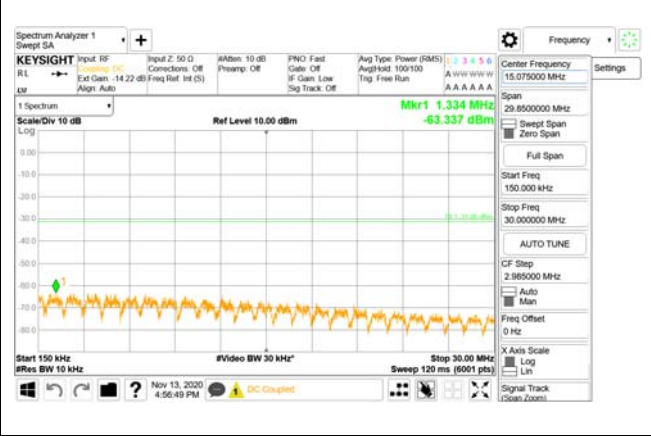 Spectrum Analyzer 1
Swept SA
Frequency
KEYSIGHT
RL
Input: RF
Coupling: DC
Ext Gain: -14.22 dB
Align: Auto
Input Z: 50 Ω
Corrections: Off
Freq Ref: Int (S)
#Atten: 10 dB
Preamp: Off
PNO: Fast
Gate: Off
IF Gain: Low
Sig Track: Off
Avg Type: Power (RMS)
Avg|Hold: 100/100
Trig: Free Run
1 2 3 4 5 6
A W W W W W
A A A A A A
1 Spectrum
Scale/Div 10 dB
Ref Level 10.00 dBm
Mkr1 1.334 MHz
-63.337 dBm
Log
0.00
-10.0
-20.0
-30.0
-40.0
-50.0
-60.0
-70.0
-80.0
1
Start 150 kHz
#Res BW 10 kHz
#Video BW 30 kHz*
Stop 30.00 MHz
Sweep 120 ms (6001 pts)
Nov 13, 2020
4:56:49 PM
1
DC Coupled
Center Frequency
15.075000 MHz
Settings
Span
29.8500000 MHz
Swept Span
Zero Span
Full Span
Start Freq
150.000 kHz
Stop Freq
30.000000 MHz
AUTO TUNE
CF Step
2.985000 MHz
Auto
Man
Freq Offset
0 Hz
X Axis Scale
Log
Lin
Signal Track
(Span Zoom)